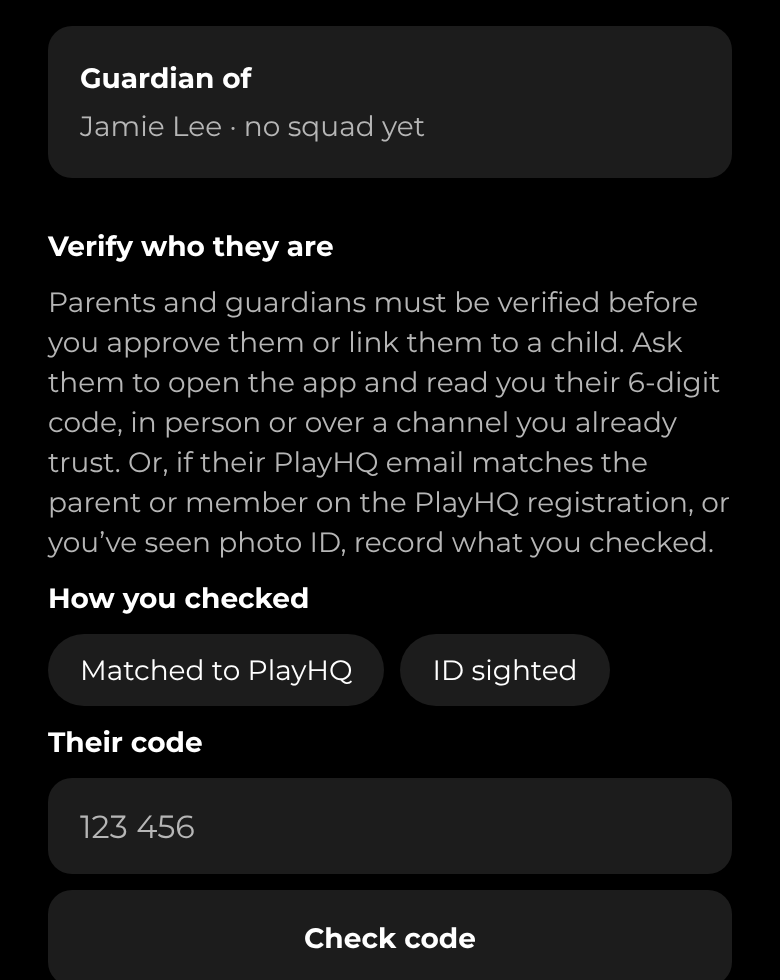 Guardian of
Jamie Lee · no squad yet
Verify who they are
Parents and guardians must be verified before
you approve them or link them to a child. Ask
them to open the app and read you their 6-digit
code, in person or over a channel you already
trust. Or, if their PlayHQ email matches the
parent or member on the PlayHQ registration, or
you’ve seen photo ID, record what you checked.
How you checked
Matched to PlayHQ
ID sighted
Their code
123 456
Check code